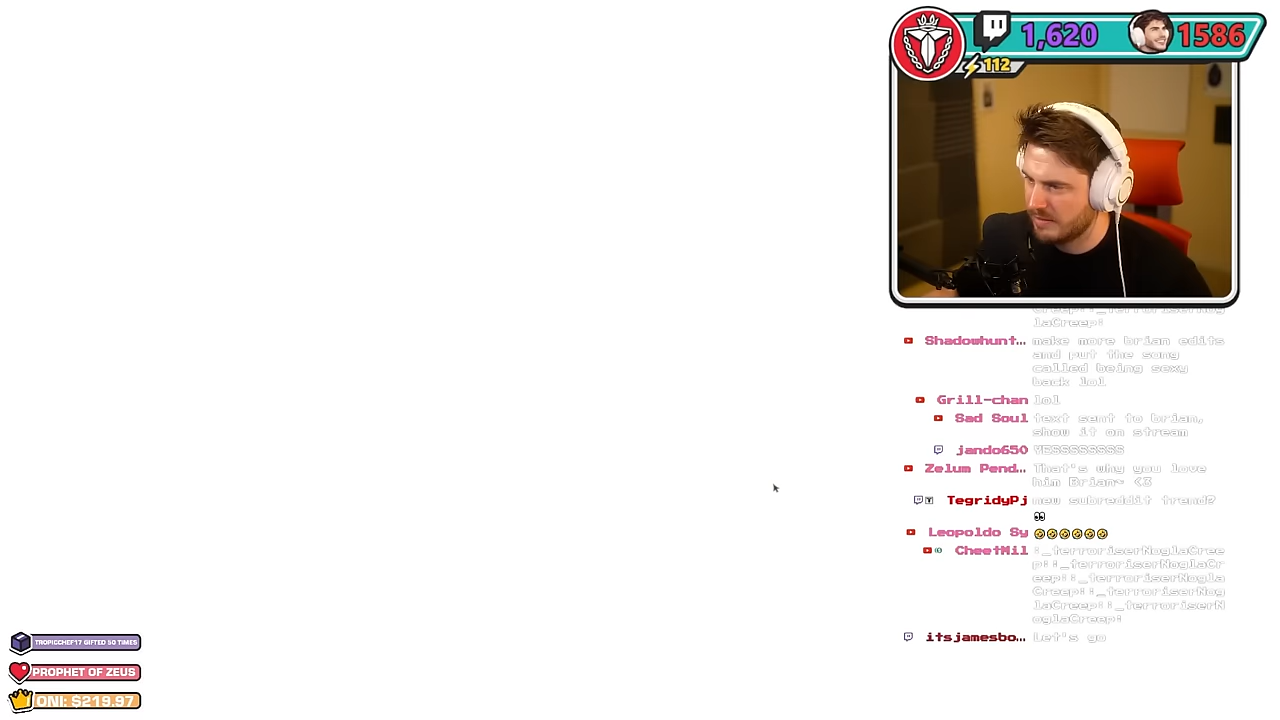 1,620
1586
112
laCreep:
Shadowhunt… make more brian edits
and put the song
called being sexy
back lol
Grill-chan lol
Sad Soul text sent to brian,
show it on stream
jando650 YESSSSSSSS
Zelum Pend… That's why you love
him Brian~ <3
TegridyPj new subreddit trend?
Leopoldo Sy
CheetMil :_terroriserNoglaCree
p::_terroriserNoglaCr
eep::_terroriserNogla
Creep::_terroriserNog
laCreep::_terroriserN
oglaCreep:
itsjamesbo… Let's go
TROPICCHEF17 GIFTED 50 TIMES
PROPHET OF ZEUS
ONI: $219.97